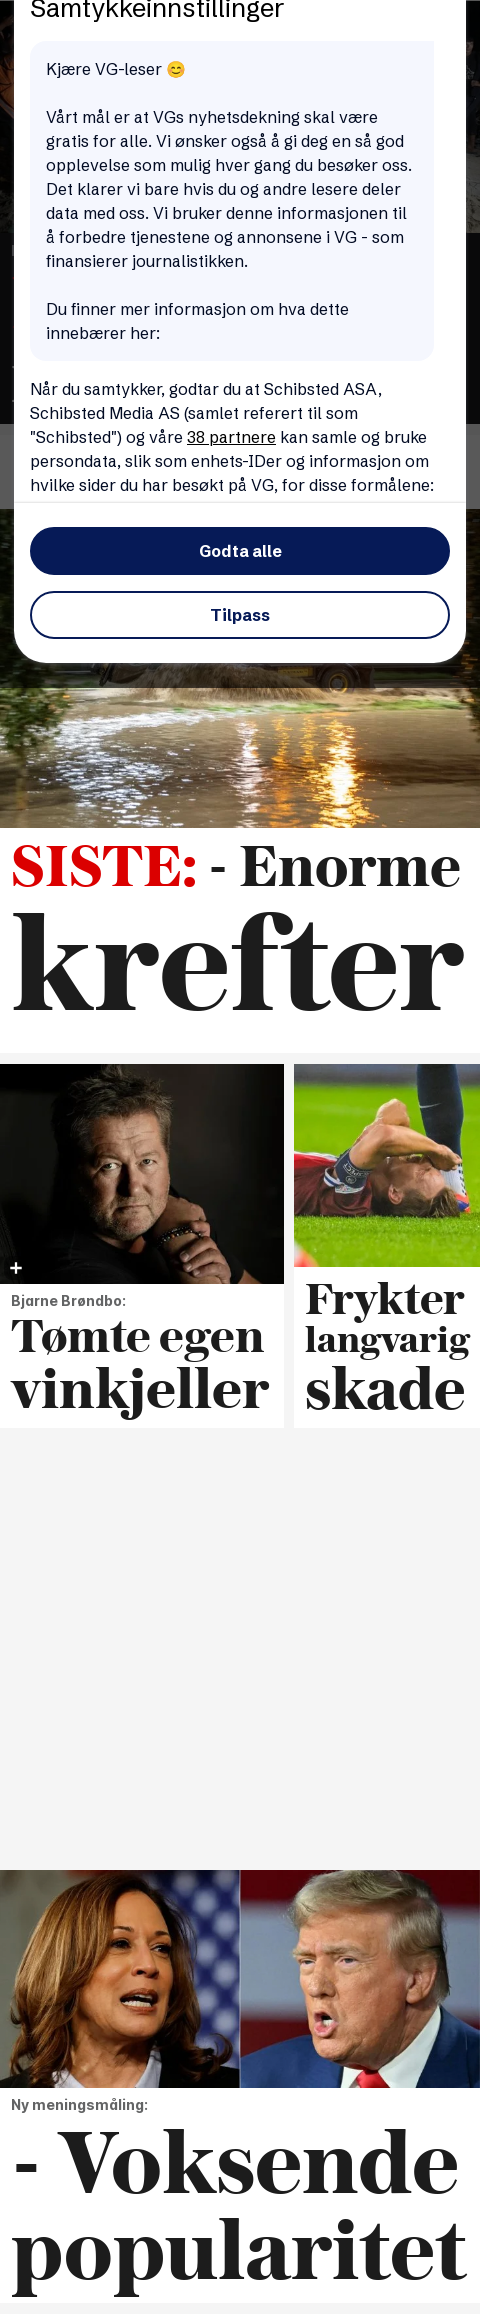 Samtykkeinnstillinger
Kjære VG-leser 😊
Vårt mål er at VGs nyhetsdekning skal være
gratis for alle. Vi ønsker også å gi deg en så god
opplevelse som mulig hver gang du besøker oss.
Det klarer vi bare hvis du og andre lesere deler
data med oss. Vi bruker denne informasjonen til
å forbedre tjenestene og annonsene i VG - som
finansierer journalistikken.
Du finner mer informasjon om hva dette
innebærer her:
Når du samtykker, godtar du at Schibsted ASA,
Schibsted Media AS (samlet referert til som
"Schibsted") og våre 38 partnere kan samle og bruke
persondata, slik som enhets-IDer og informasjon om
hvilke sider du har besøkt på VG, for disse formålene:
Godta alle
Tilpass
SISTE: - Enorme
krefter
Bjarne Brøndbo:
Tømte egen
vinkjeller
Frykter
langvarig
skade
Ny meningsmåling:
- Voksende
popularitet